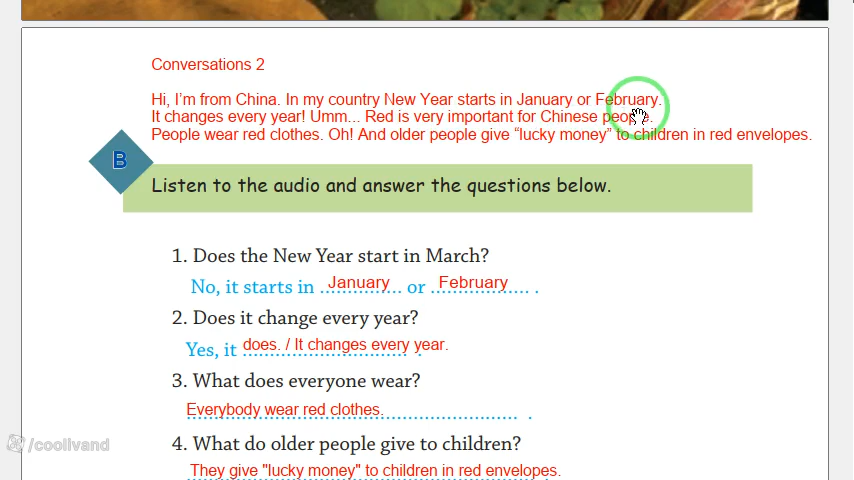 Conversations 2
Hi, I’m from China. In my country New Year starts in January or February.
It changes every year! Umm... Red is very important for Chinese people.
People wear red clothes. Oh! And older people give “lucky money” to children in red envelopes.
B
Listen to the audio and answer the questions below.
1. Does the New Year start in March?
No, it starts in January or February .
2. Does it change every year?
Yes, it does. / It changes every year.
3. What does everyone wear?
Everybody wear red clothes.
4. What do older people give to children?
They give "lucky money" to children in red envelopes.
/coolivand